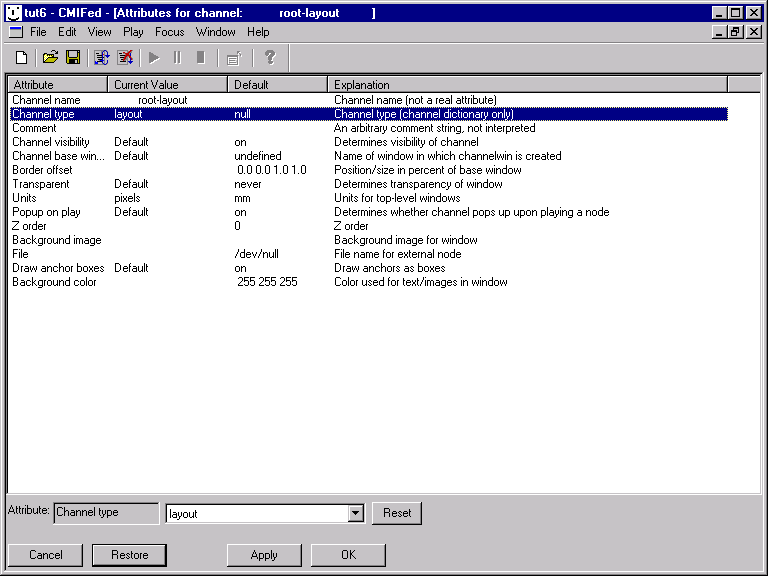 tut6 - CMIFed - [Attributes for channel: root-layout ]
File Edit View Play Focus Window Help
Attribute Current Value Default Explanation
Channel name root-layout Channel name (not a real attribute)
Channel type layout null Channel type (channel dictionary only)
Comment An arbitrary comment string, not interpreted
Channel visibility Default on Determines visibility of channel
Channel base win... Default undefined Name of window in which channelwin is created
Border offset 0.0 0.0 1.0 1.0 Position/size in percent of base window
Transparent Default never Determines transparency of window
Units pixels mm Units for top-level windows
Popup on play Default on Determines whether channel pops up upon playing a node
Z order 0 Z order
Background image Background image for window
File /dev/null File name for external node
Draw anchor boxes Default on Draw anchors as boxes
Background color 255 255 255 Color used for text/images in window
Attribute: Channel type layout Reset
Cancel Restore Apply OK